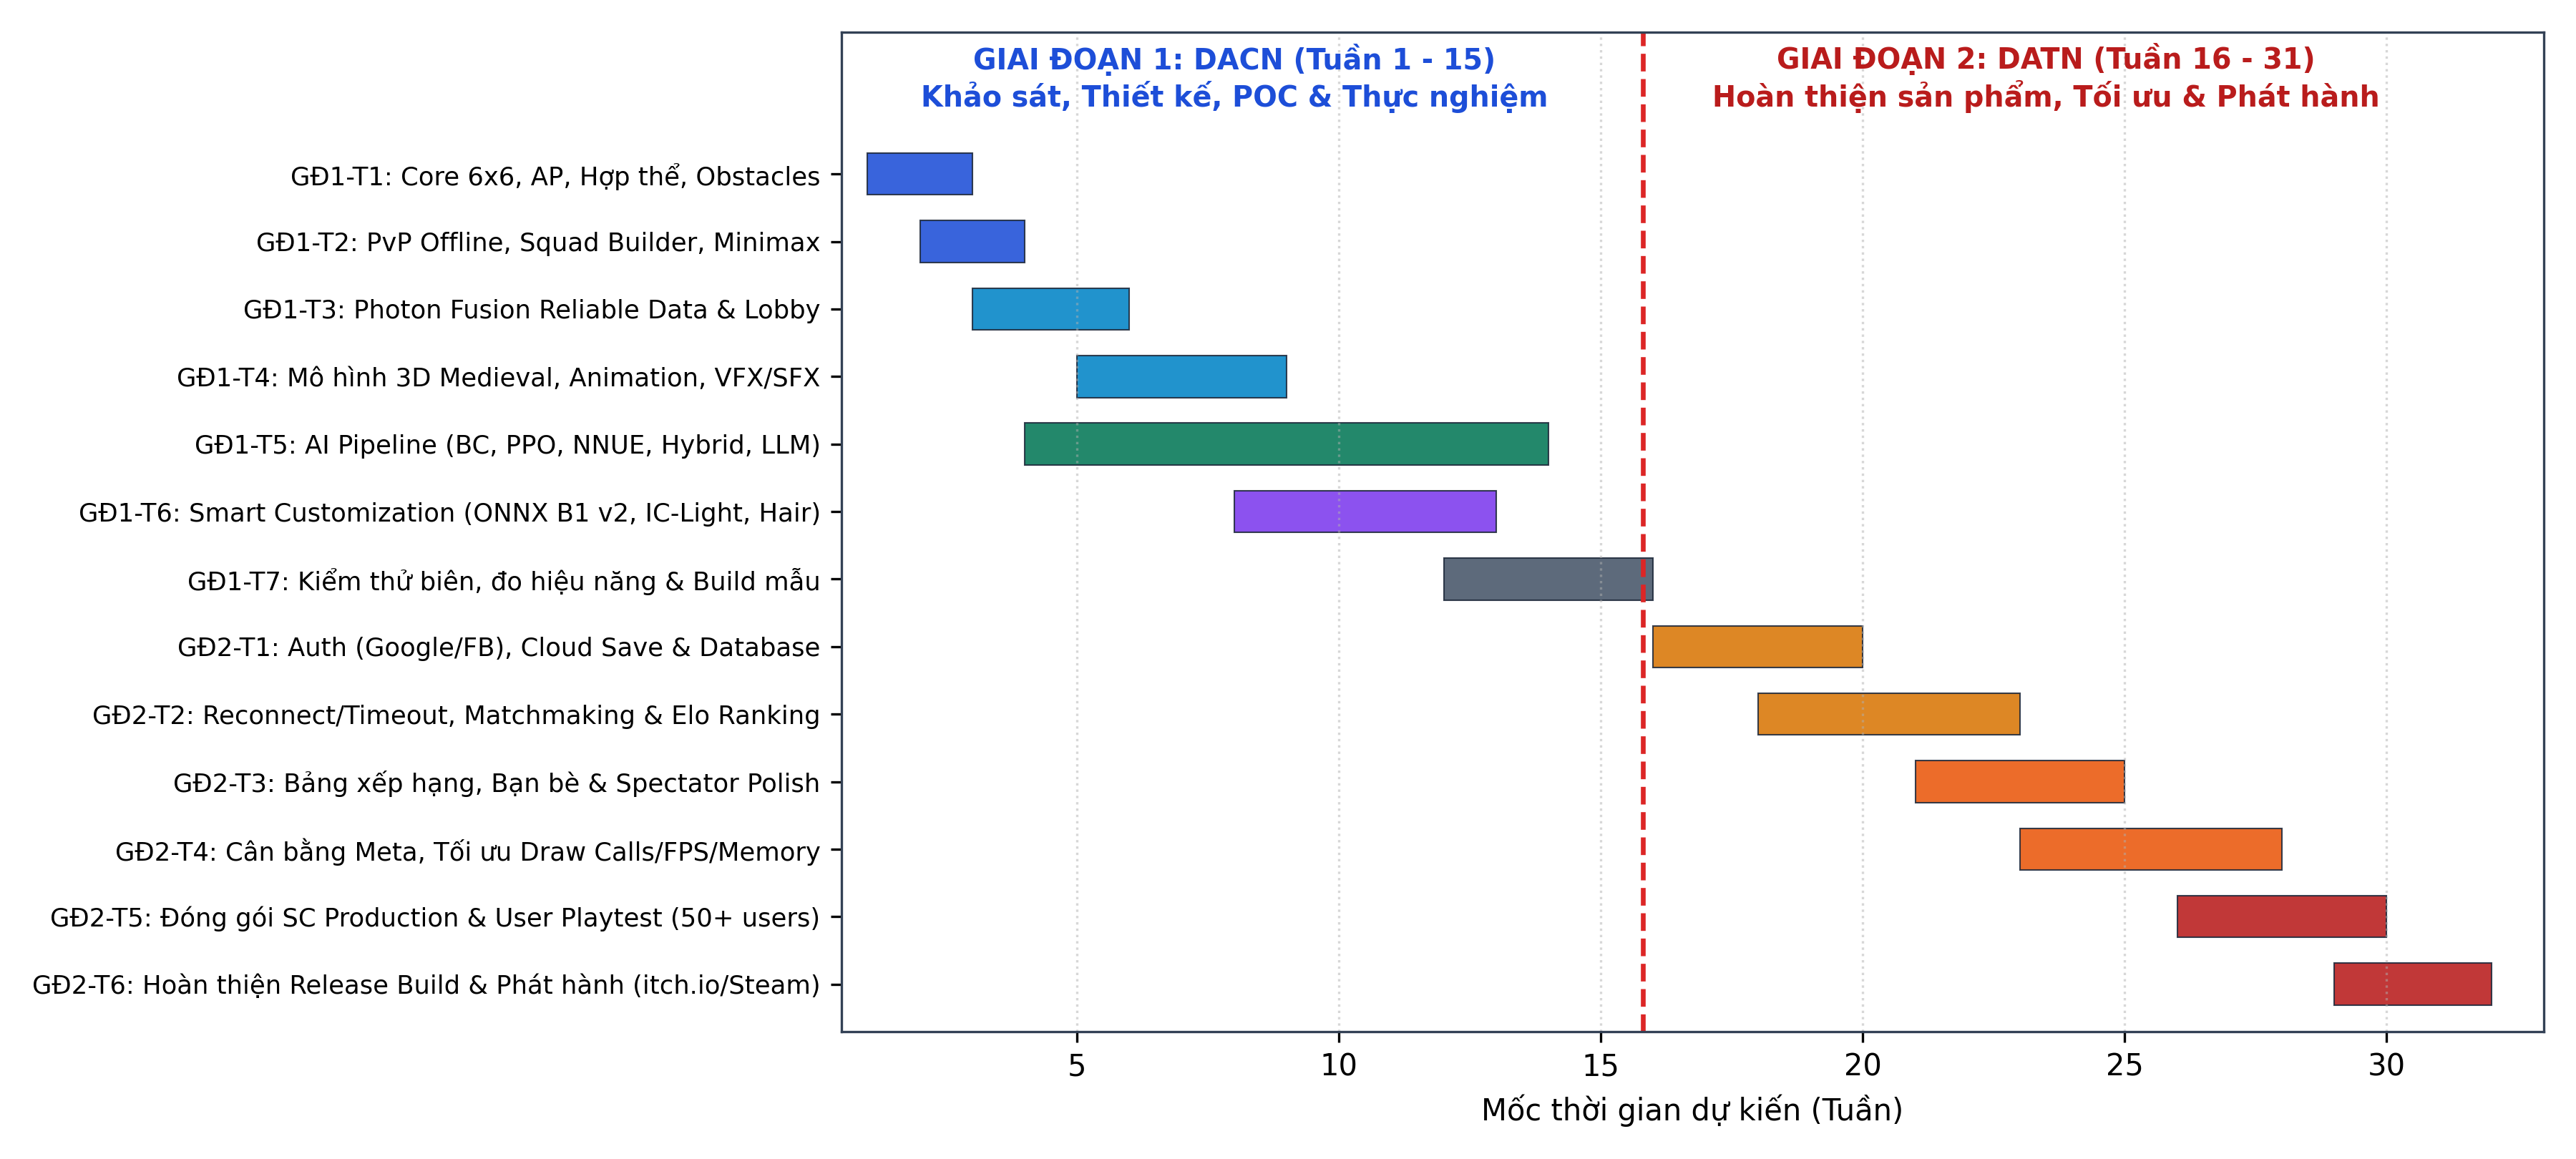 GIAI ĐOẠN 1: DACN (Tuần 1 - 15)
Khảo sát, Thiết kế, POC & Thực nghiệm
GIAI ĐOẠN 2: DATN (Tuần 16 - 31)
Hoàn thiện sản phẩm, Tối ưu & Phát hành
GĐ1-T1: Core 6x6, AP, Hợp thể, Obstacles
GĐ1-T2: PvP Offline, Squad Builder, Minimax
GĐ1-T3: Photon Fusion Reliable Data & Lobby
GĐ1-T4: Mô hình 3D Medieval, Animation, VFX/SFX
GĐ1-T5: AI Pipeline (BC, PPO, NNUE, Hybrid, LLM)
GĐ1-T6: Smart Customization (ONNX B1 v2, IC-Light, Hair)
GĐ1-T7: Kiểm thử biên, đo hiệu năng & Build mẫu
GĐ2-T1: Auth (Google/FB), Cloud Save & Database
GĐ2-T2: Reconnect/Timeout, Matchmaking & Elo Ranking
GĐ2-T3: Bảng xếp hạng, Bạn bè & Spectator Polish
GĐ2-T4: Cân bằng Meta, Tối ưu Draw Calls/FPS/Memory
GĐ2-T5: Đóng gói SC Production & User Playtest (50+ users)
GĐ2-T6: Hoàn thiện Release Build & Phát hành (itch.io/Steam)
5 10 15 20 25 30
Mốc thời gian dự kiến (Tuần)